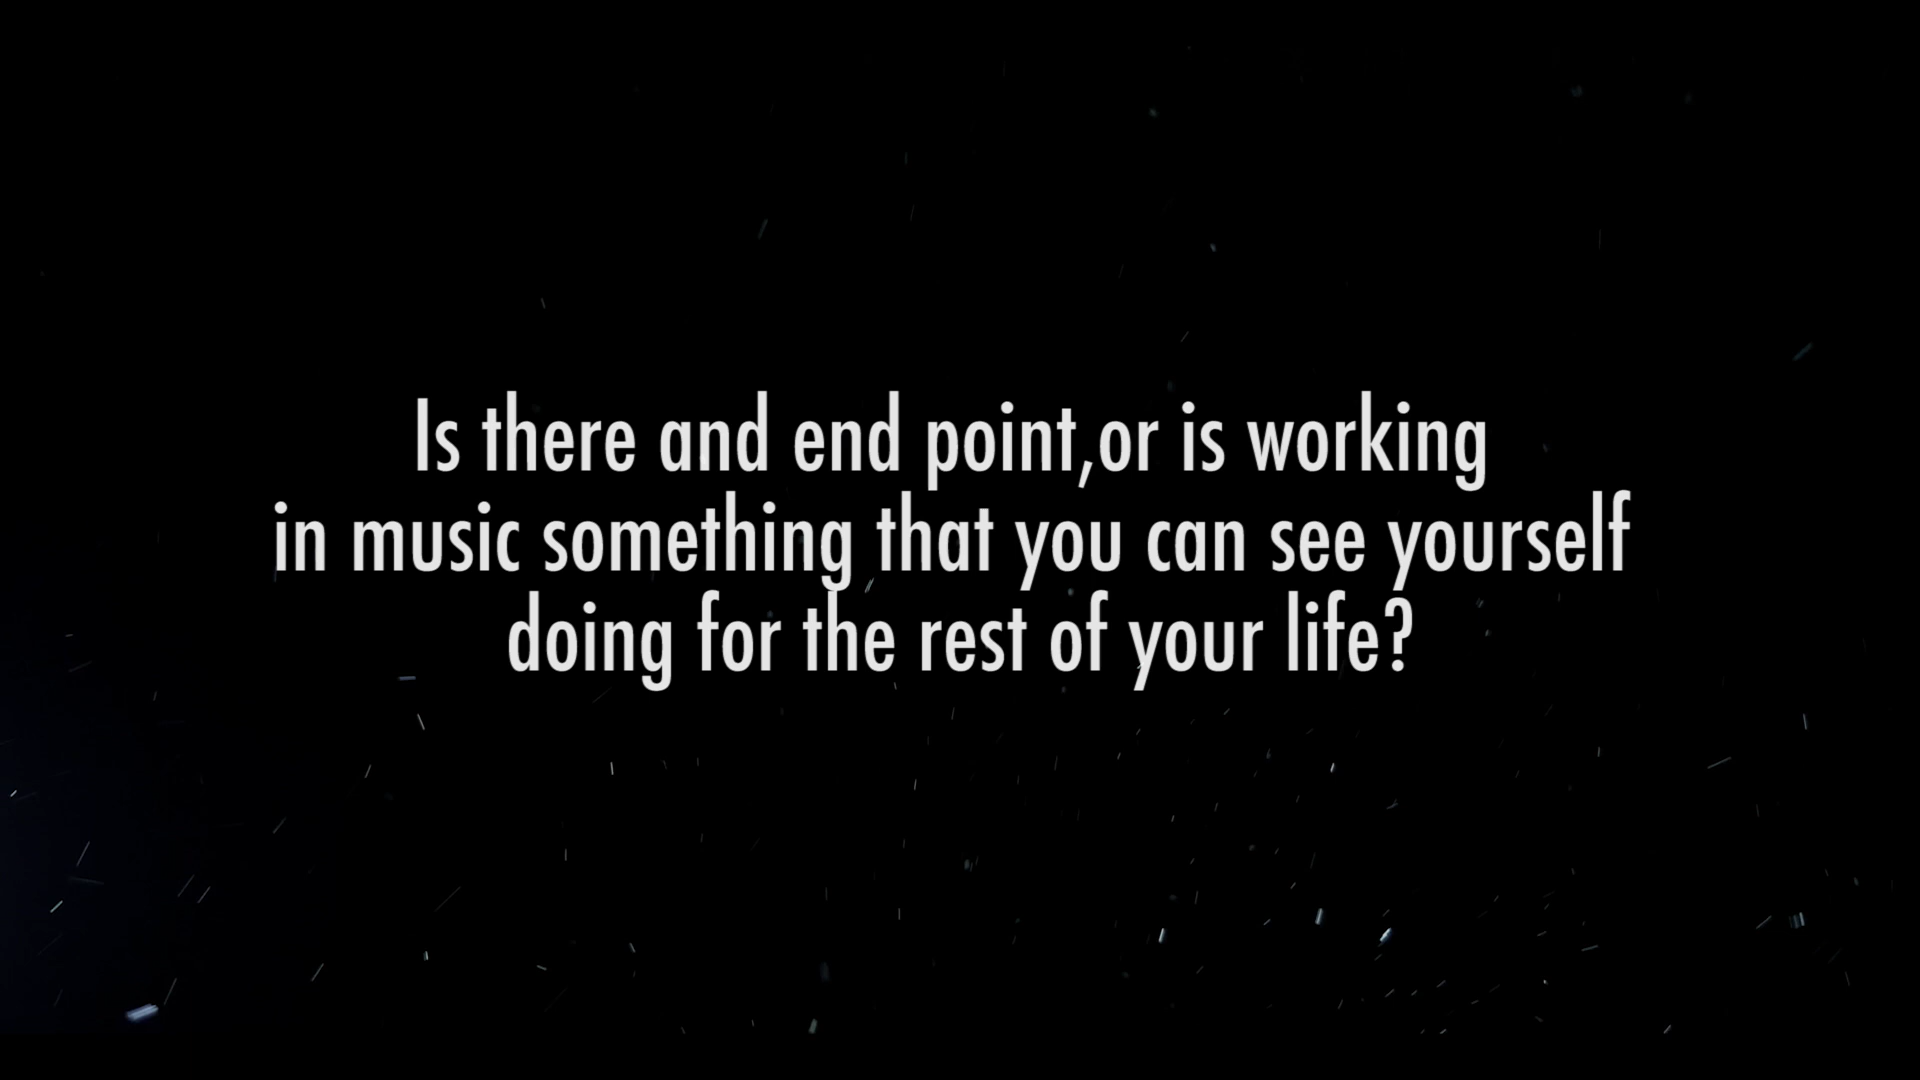 Is there and end point,or is working
in music something that you can see yourself
doing for the rest of your life?